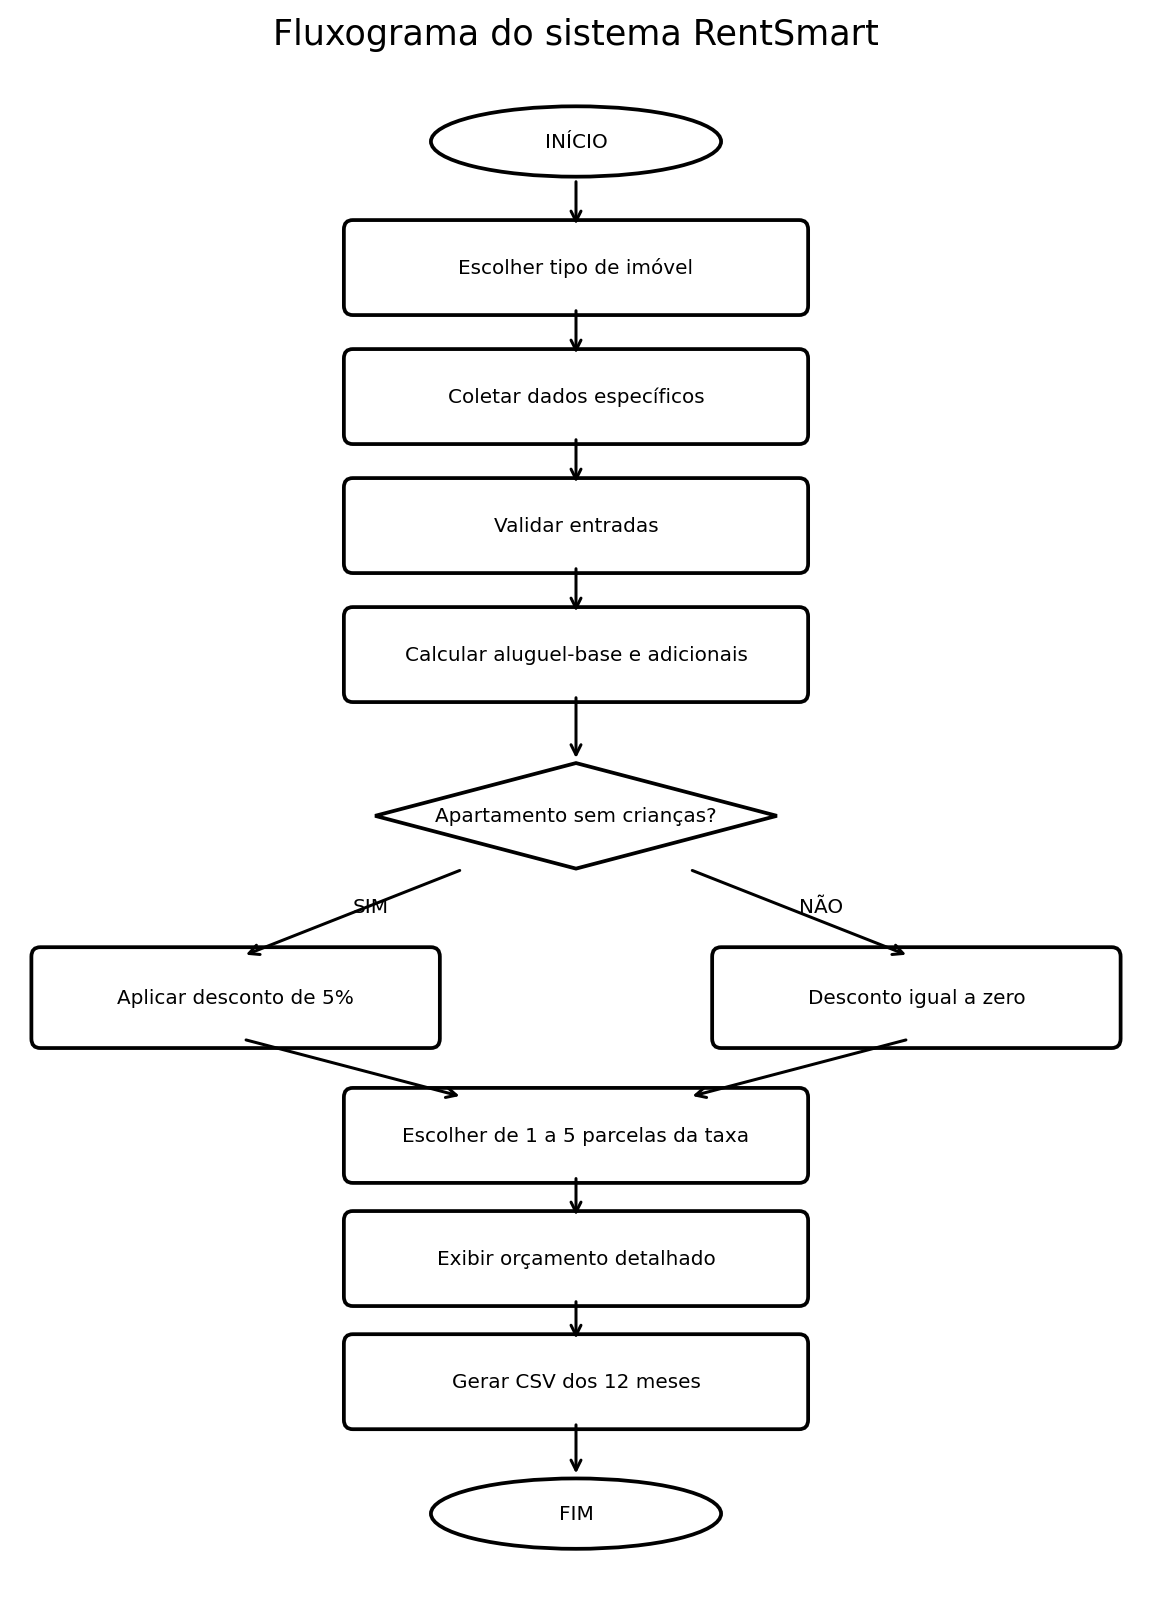 Fluxograma do sistema RentSmart
INÍCIO
Escolher tipo de imóvel
Coletar dados específicos
Validar entradas
Calcular aluguel-base e adicionais
Apartamento sem crianças?
SIM
NÃO
Aplicar desconto de 5%
Desconto igual a zero
Escolher de 1 a 5 parcelas da taxa
Exibir orçamento detalhado
Gerar CSV dos 12 meses
FIM